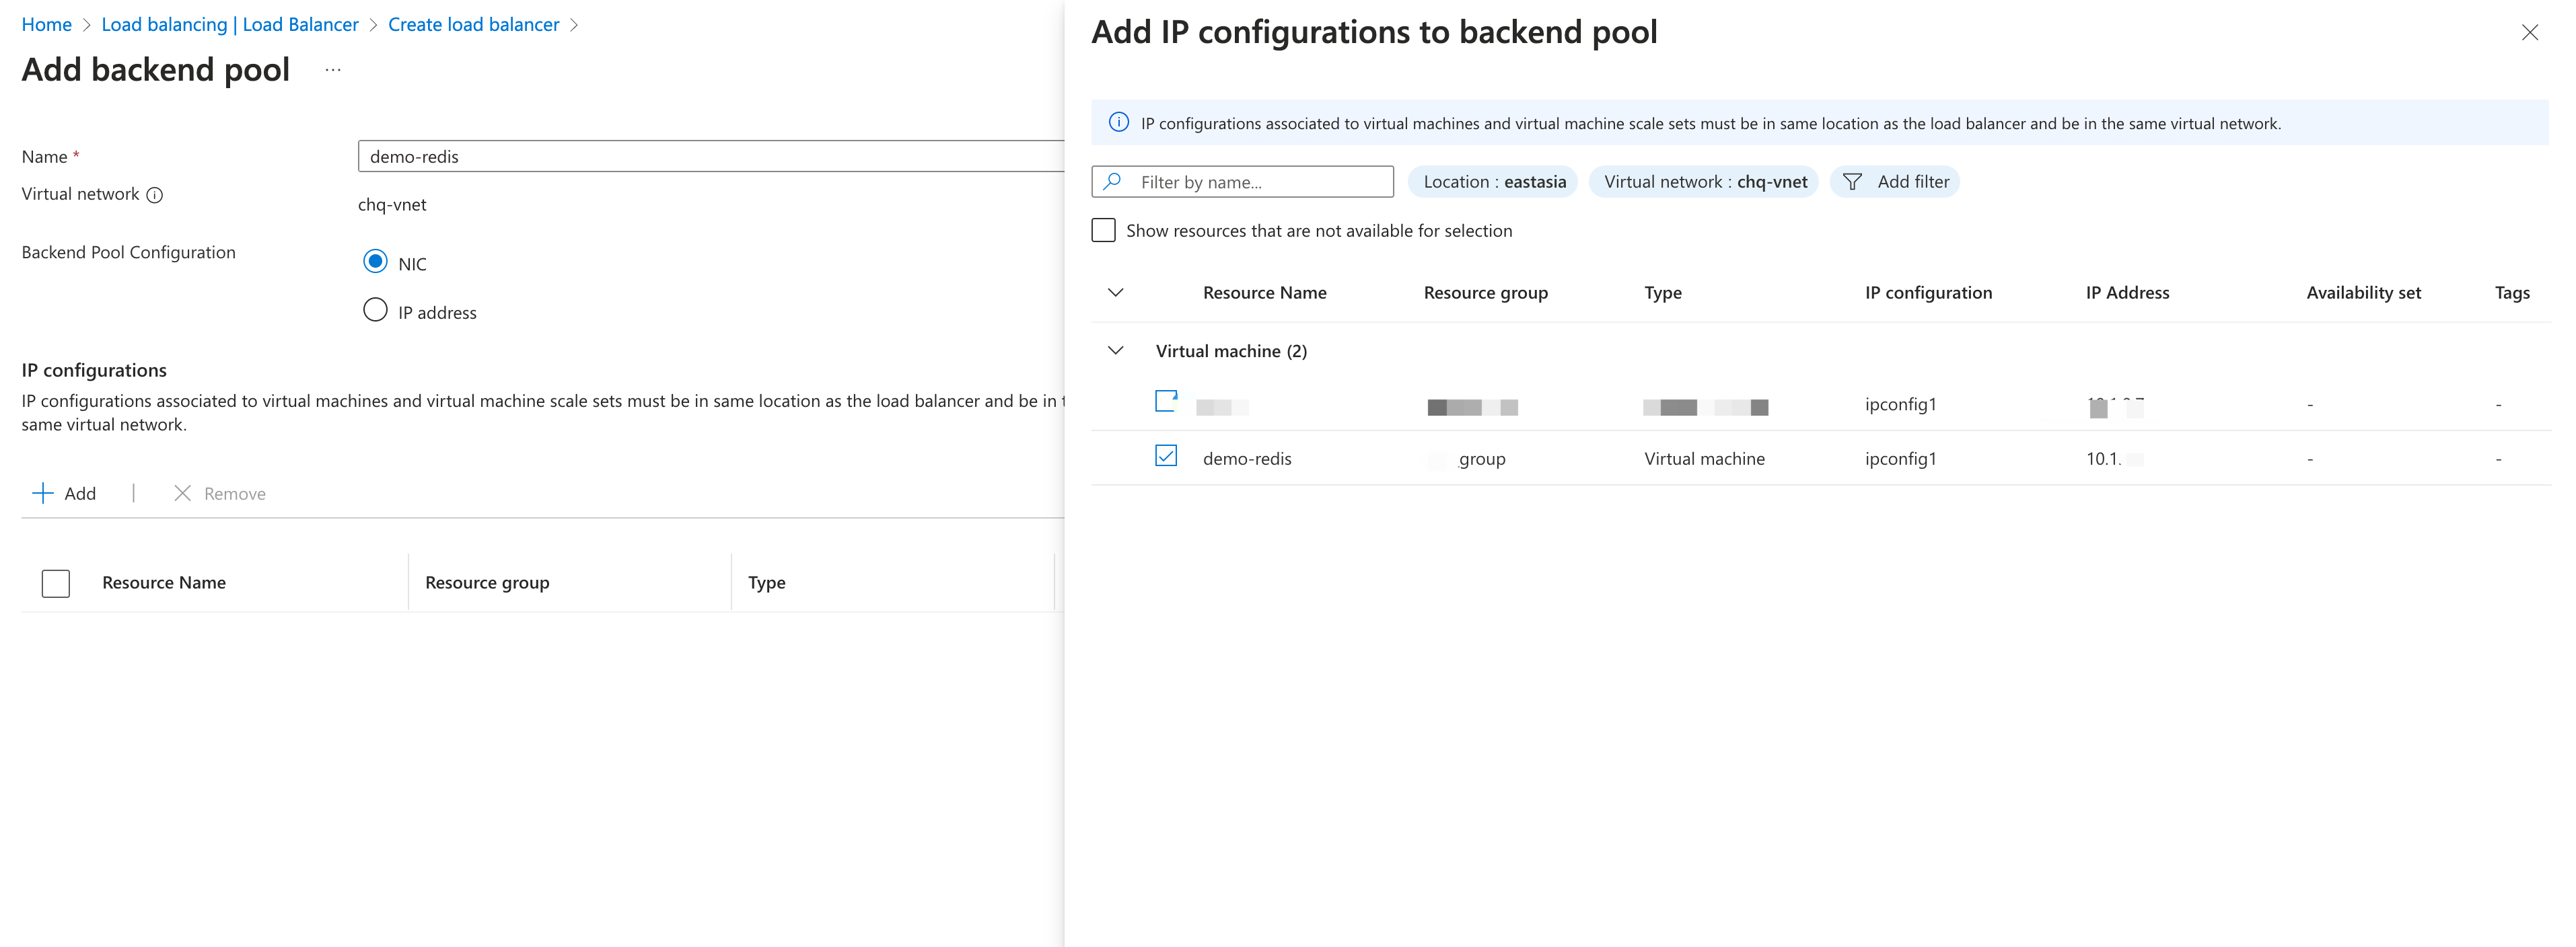 Home > Load balancing | Load Balancer > Create load balancer >
Add backend pool ...
Name *
demo-redis
Virtual network
chq-vnet
Backend Pool Configuration
NIC
IP address
IP configurations
IP configurations associated to virtual machines and virtual machine scale sets must be in same location as the load balancer and be in
same virtual network.
Add | Remove
Resource Name Resource group Type
Add IP configurations to backend pool
IP configurations associated to virtual machines and virtual machine scale sets must be in same location as the load balancer and be in the same virtual network.
Filter by name... Location : eastasia Virtual network : chq-vnet Add filter
Show resources that are not available for selection
Resource Name Resource group Type IP configuration IP Address Availability set Tags
Virtual machine (2)
ipconfig1 - -
demo-redis group Virtual machine ipconfig1 10.1. - -